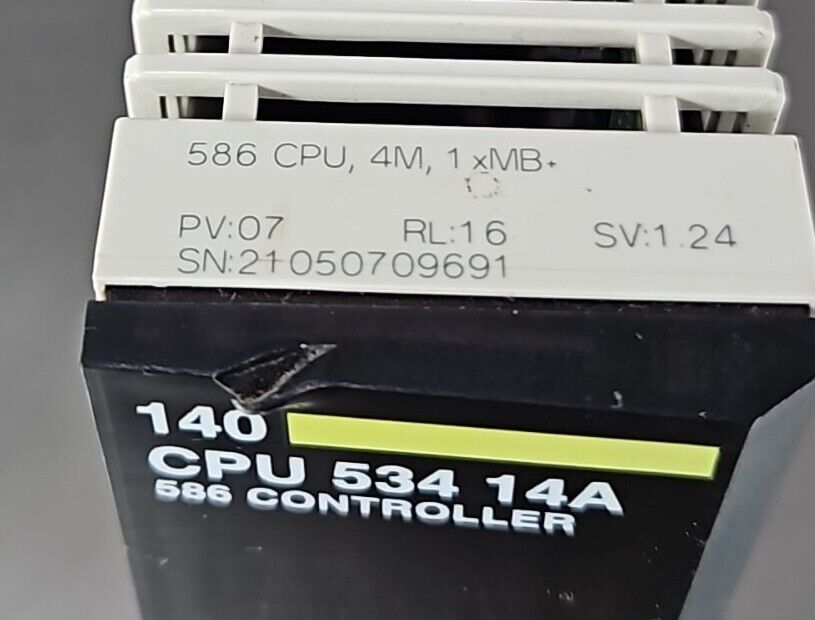 586 CPU, 4M, 1xMB+
PV:07 RL:16 SV:1.24
SN:21050709691
140
CPU 534 14A
586 CONTROLLER